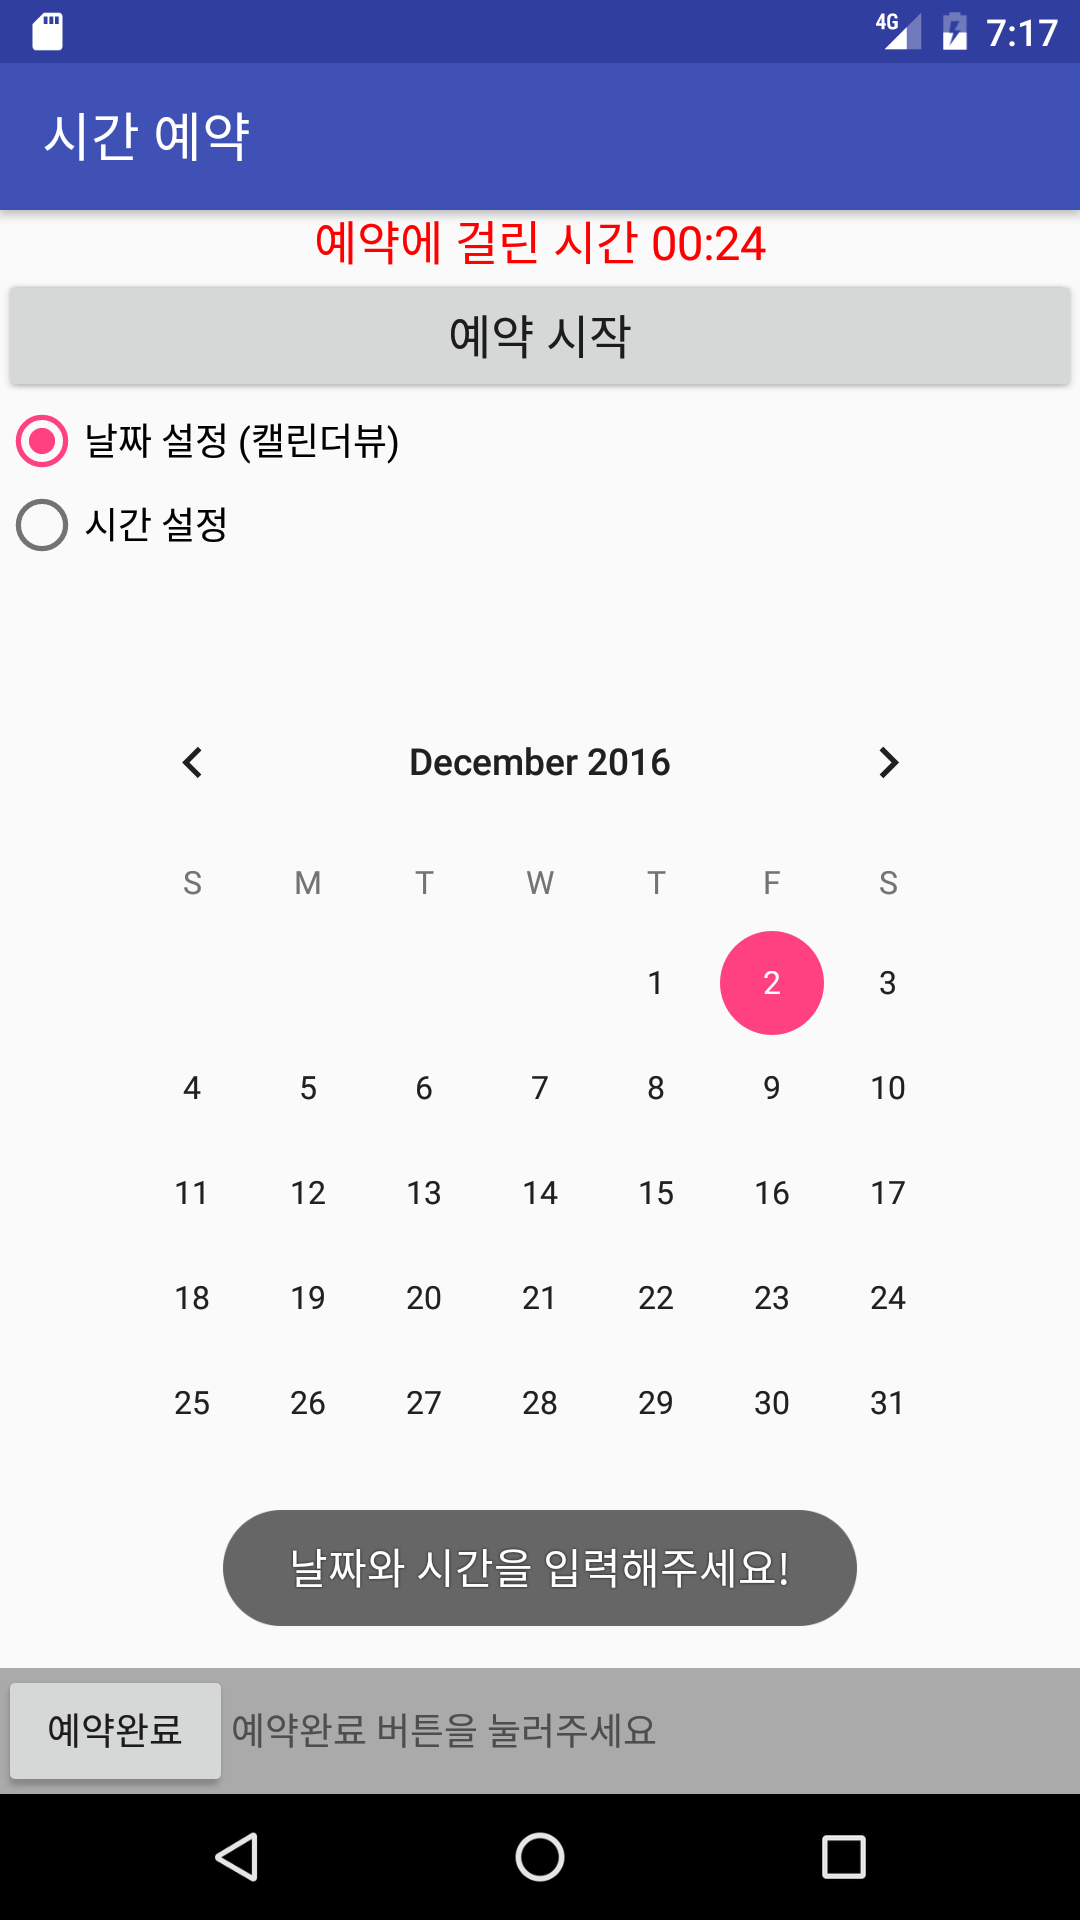 4G 7:17
시간 예약
예약에 걸린 시간 00:24
예약 시작
날짜 설정 (캘린더뷰)
시간 설정
December 2016
S M T W T F S
1 2 3
4 5 6 7 8 9 10
11 12 13 14 15 16 17
18 19 20 21 22 23 24
25 26 27 28 29 30 31
날짜와 시간을 입력해주세요!
예약완료 예약완료 버튼을 눌러주세요